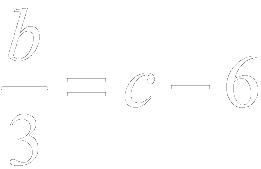 b/3 = c − 6